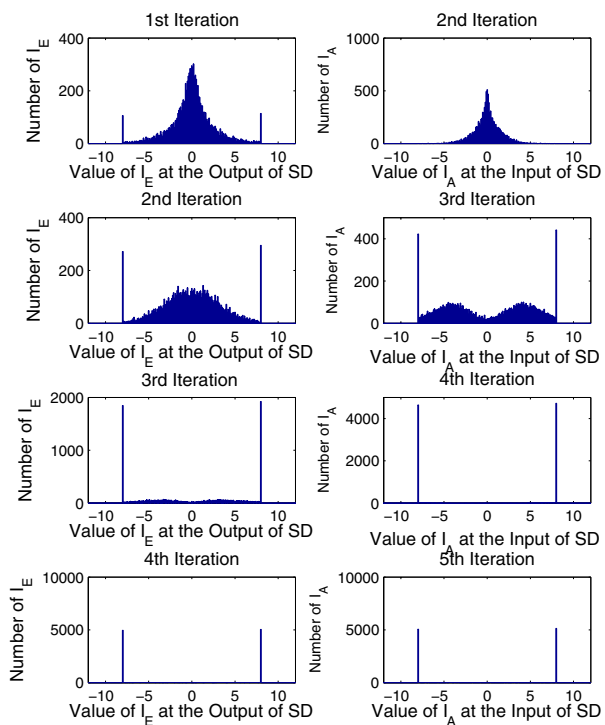 1st Iteration
Number of I_E
400
200
0
−10 −5 0 5 10
Value of I_E at the Output of SD
2nd Iteration
Number of I_A
1000
500
0
−10 −5 0 5 10
Value of I_A at the Input of SD
2nd Iteration
Number of I_E
400
200
0
−10 −5 0 5 10
Value of I_E at the Output of SD
3rd Iteration
Number of I_A
400
200
0
−10 −5 0 5 10
Value of I_A at the Input of SD
3rd Iteration
Number of I_E
2000
1000
0
−10 −5 0 5 10
Value of I_E at the Output of SD
4th Iteration
Number of I_A
4000
2000
0
−10 −5 0 5 10
Value of I_A at the Input of SD
4th Iteration
Number of I_E
10000
5000
0
−10 −5 0 5 10
Value of I_E at the Output of SD
5th Iteration
Number of I_A
10000
5000
0
−10 −5 0 5 10
Value of I_A at the Input of SD